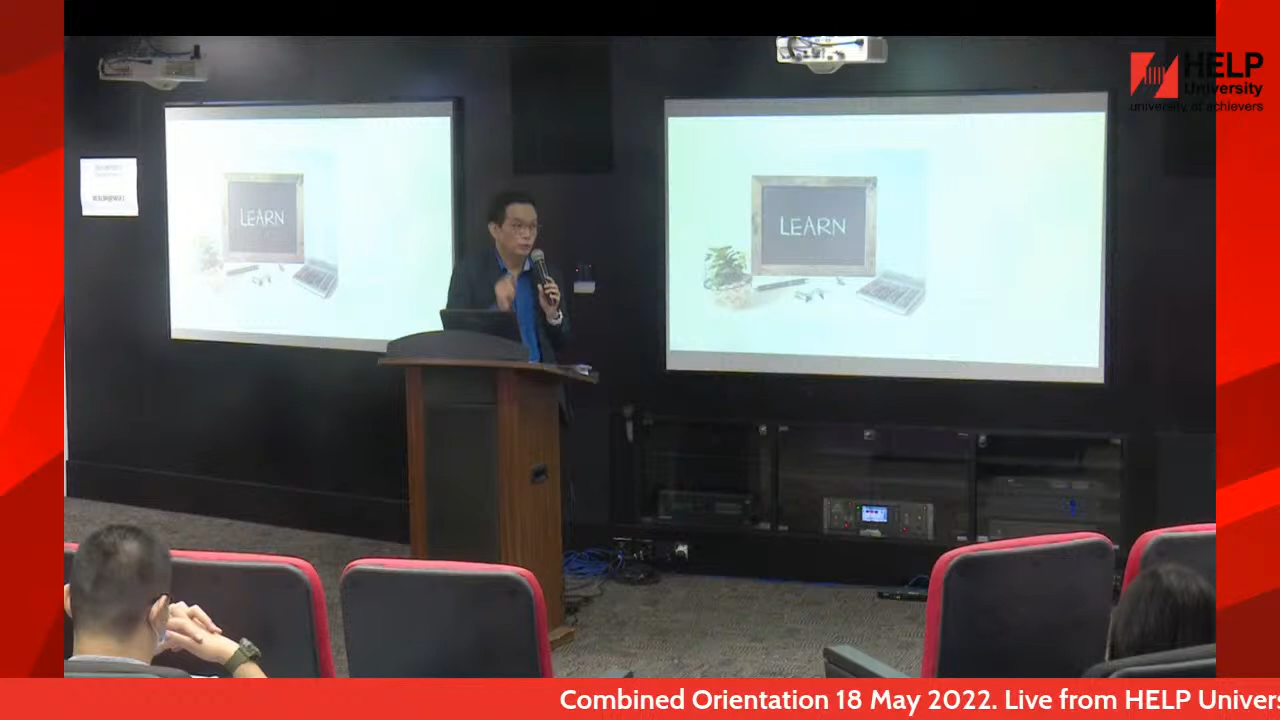 HELP
University
university of achievers
LEARN
LEARN
Combined Orientation 18 May 2022. Live from HELP Univers